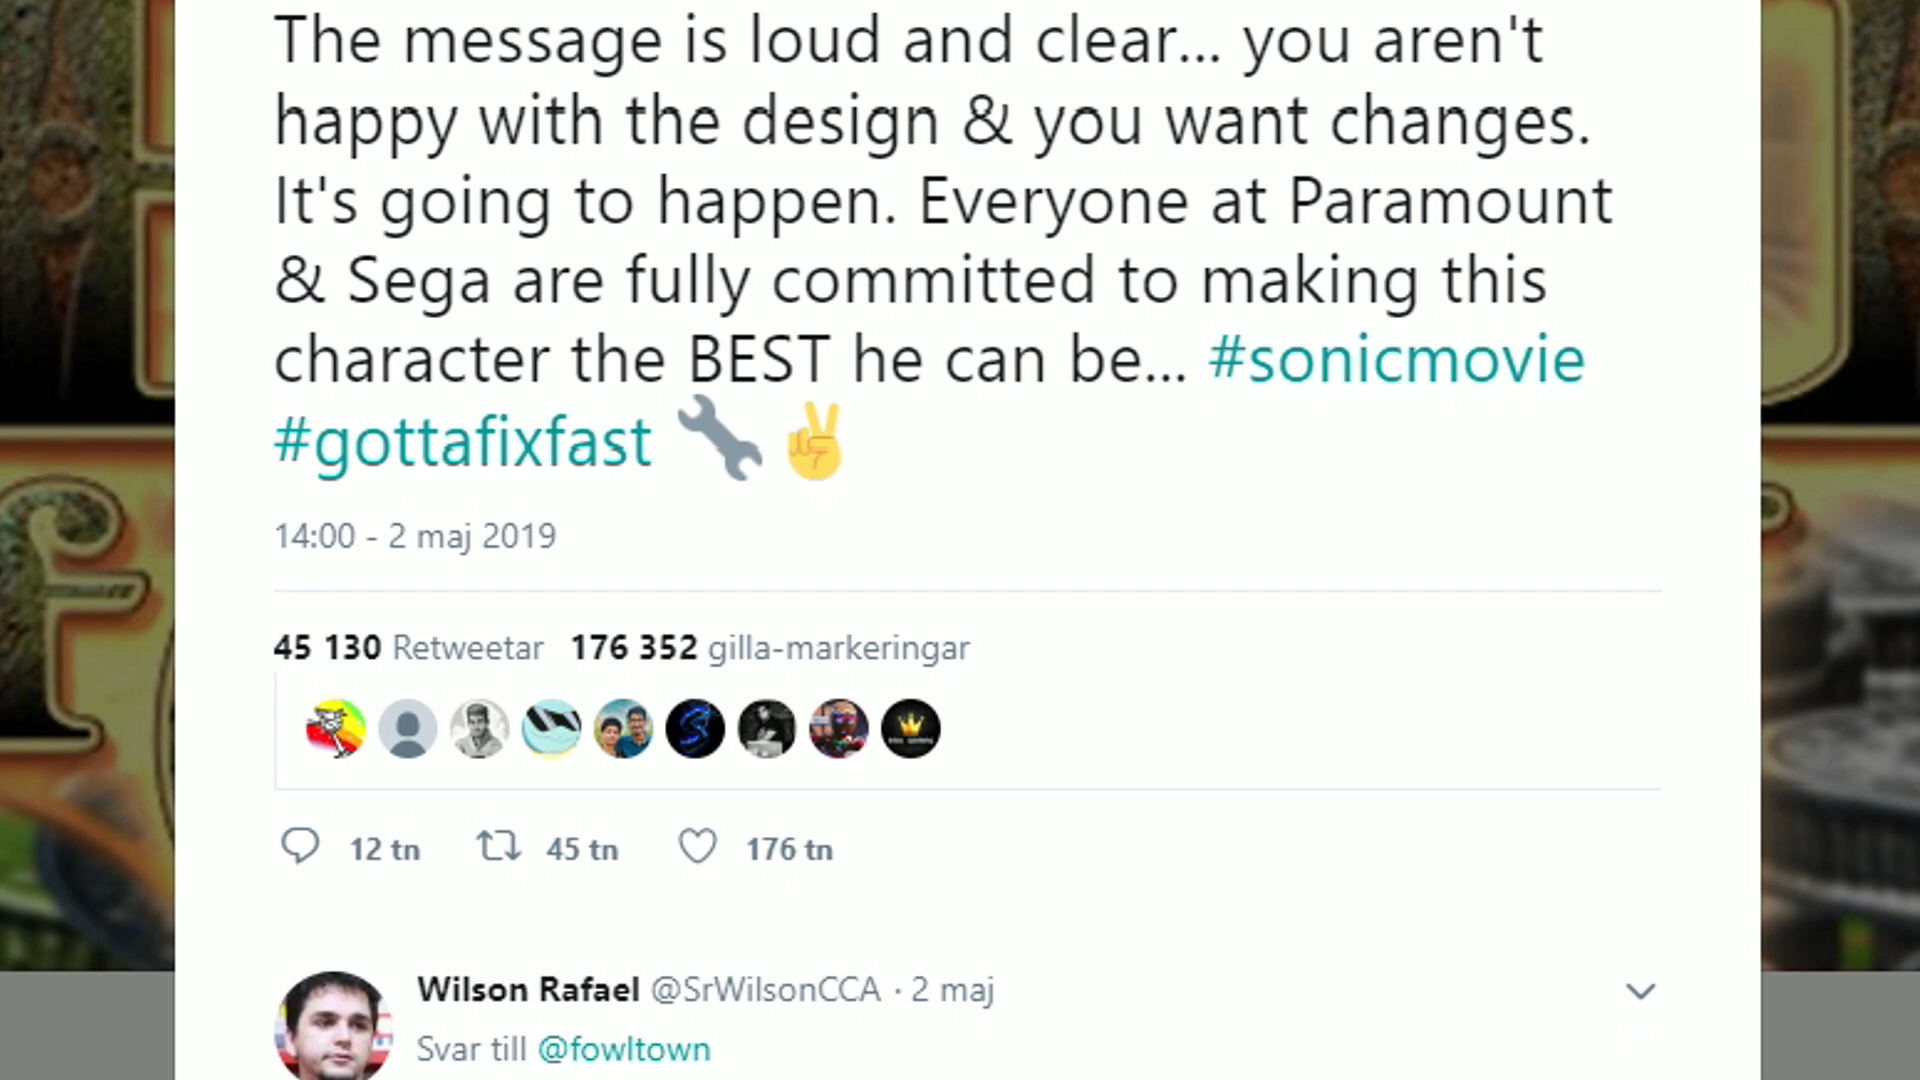 The message is loud and clear... you aren't
happy with the design & you want changes.
It's going to happen. Everyone at Paramount
& Sega are fully committed to making this
character the BEST he can be... #sonicmovie
#gottafixfast 🔧✌
14:00 - 2 maj 2019
45 130 Retweetar 176 352 gilla-markeringar
12 tn 45 tn 176 tn
Wilson Rafael @SrWilsonCCA · 2 maj
Svar till @fowltown